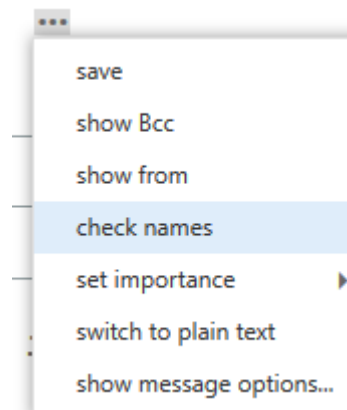 •••
save
show Bcc
show from
check names
set importance
switch to plain text
show message options...